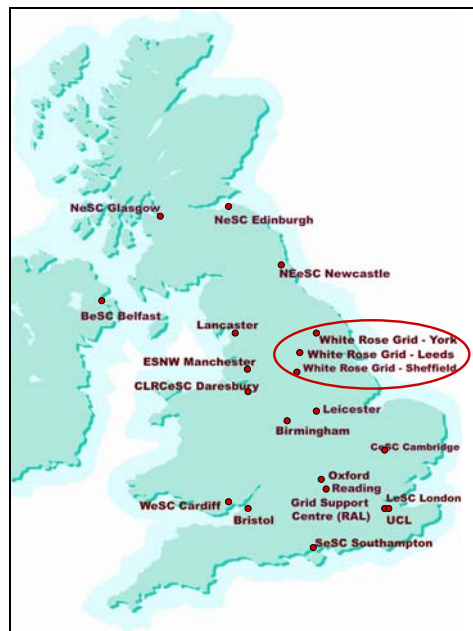 NeSC Glasgow
NeSC Edinburgh
NEeSC Newcastle
BeSC Belfast
Lancaster
White Rose Grid - York
White Rose Grid - Leeds
ESNW Manchester
White Rose Grid - Sheffield
CLRCeSC Daresbury
Leicester
Birmingham
CeSC Cambridge
Oxford
Reading
WeSC Cardiff
Grid Support
Centre (RAL)
LeSC London
Bristol
UCL
SeSC Southampton